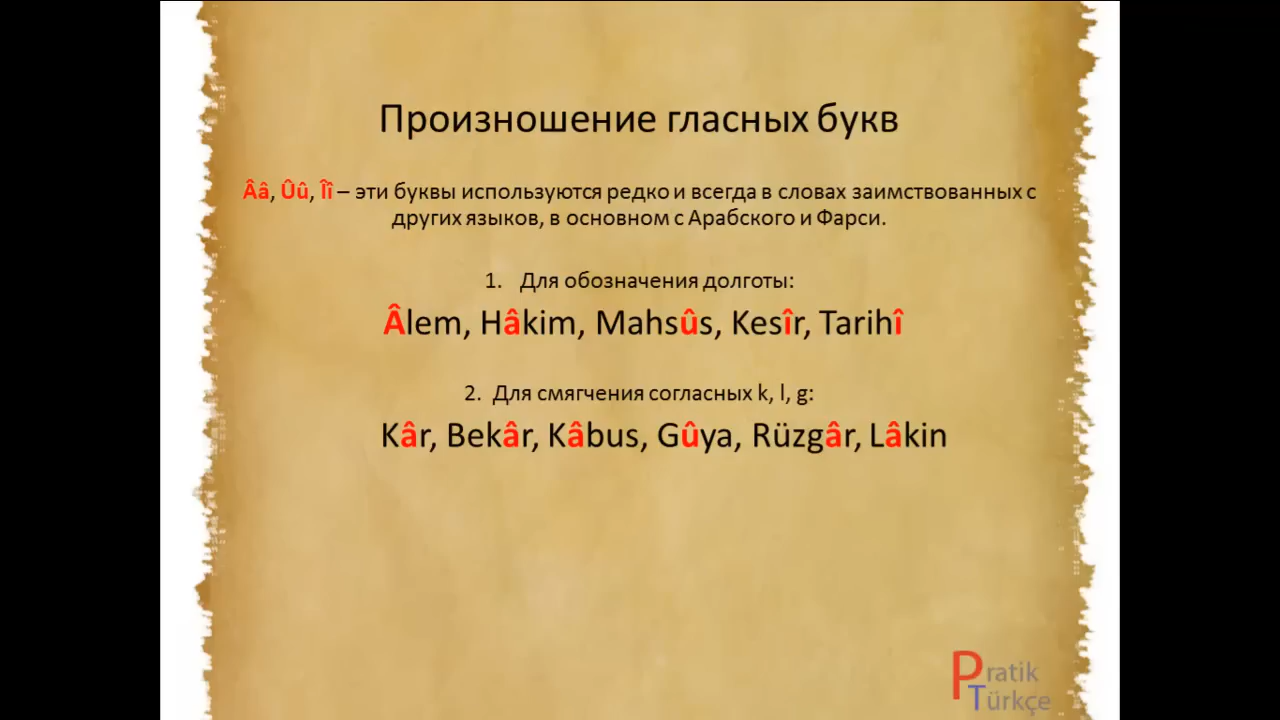 Произношение гласных букв
Ââ, Ûû, Îî – эти буквы используются редко и всегда в словах заимствованных с
других языков, в основном с Арабского и Фарси.
1. Для обозначения долготы:
Âlem, Hâkim, Mahsûs, Kesîr, Tarihî
2. Для смягчения согласных k, l, g:
Kâr, Bekâr, Kâbus, Gûya, Rüzgâr, Lâkin
Pratik
Türkçe